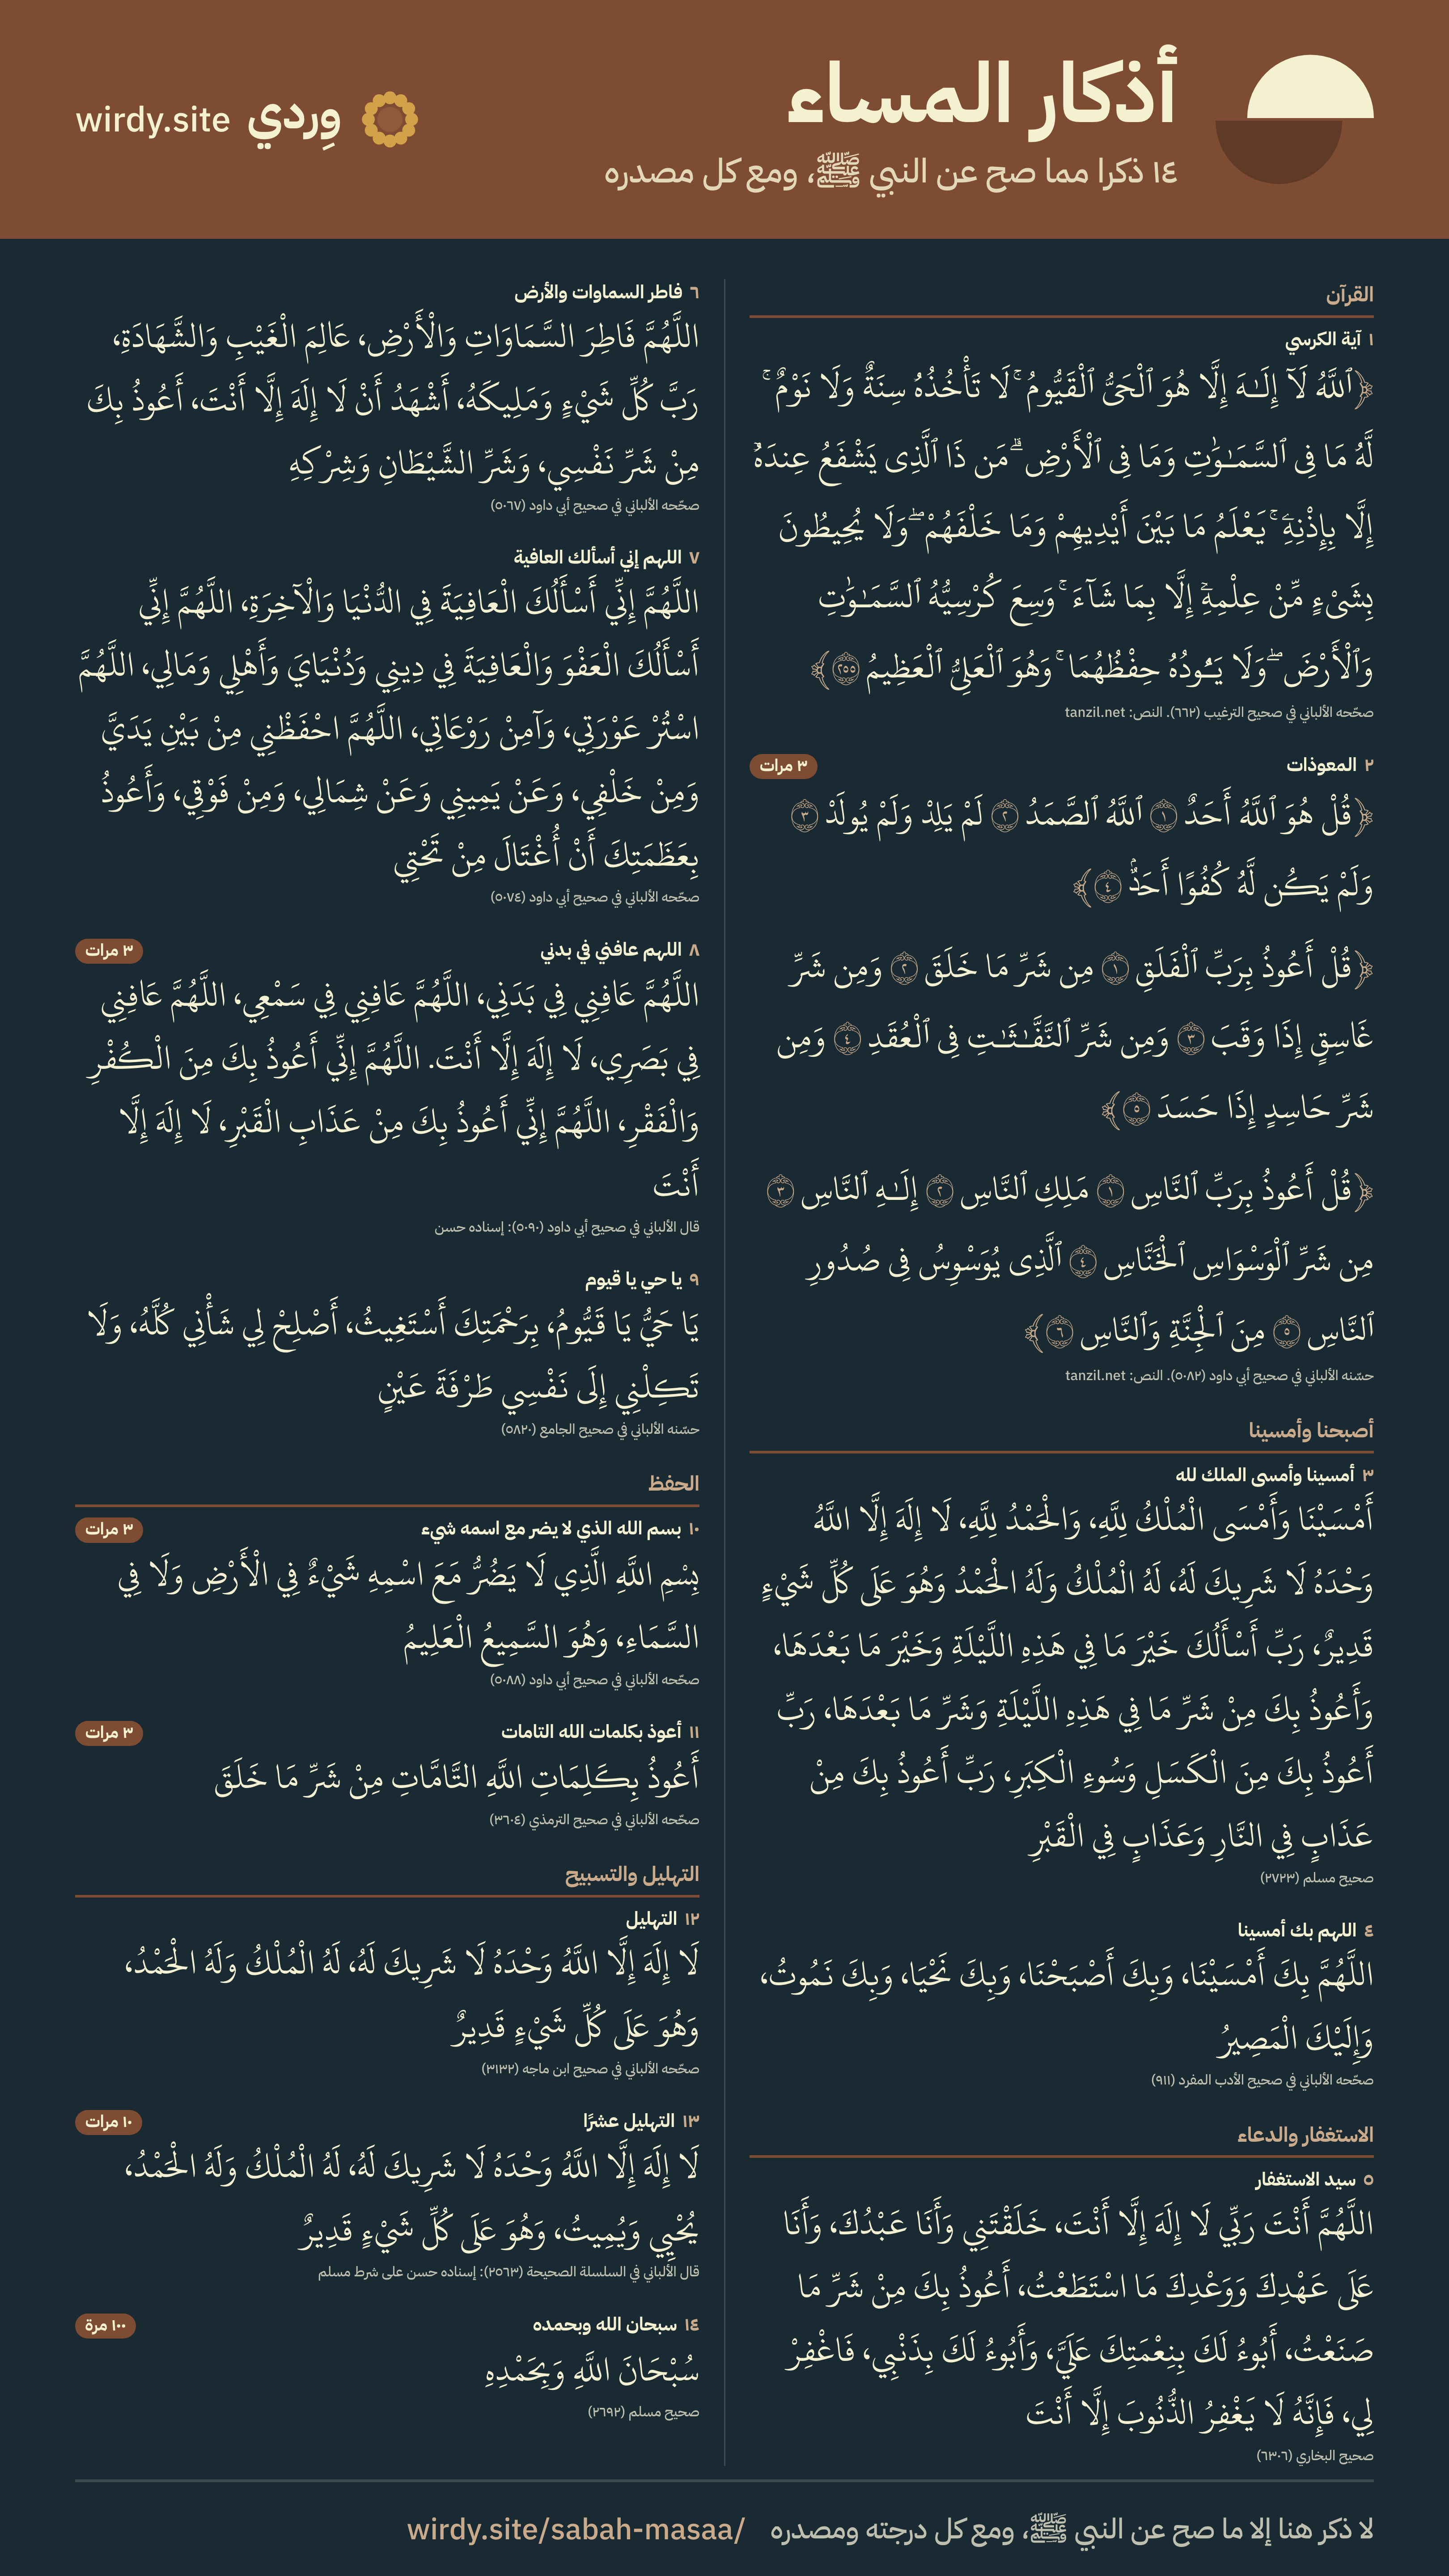 أذكار المساء
١٤ ذكرا مما صح عن النبي ﷺ، ومع كل مصدره
وِردي wirdy.site
القرآن
١ آية الكرسي
﴿ٱللَّهُ لَآ إِلَـٰهَ إِلَّا هُوَ ٱلْحَىُّ ٱلْقَيُّومُ ۚ لَا تَأْخُذُهُۥ سِنَةٌ وَلَا نَوْمٌ ۚ
لَّهُۥ مَا فِى ٱلسَّمَـٰوَٰتِ وَمَا فِى ٱلْأَرْضِ ۗ مَن ذَا ٱلَّذِى يَشْفَعُ عِندَهُۥٓ
إِلَّا بِإِذْنِهِۦ ۚ يَعْلَمُ مَا بَيْنَ أَيْدِيهِمْ وَمَا خَلْفَهُمْ ۖ وَلَا يُحِيطُونَ
بِشَىْءٍ مِّنْ عِلْمِهِۦٓ إِلَّا بِمَا شَآءَ ۚ وَسِعَ كُرْسِيُّهُ ٱلسَّمَـٰوَٰتِ
وَٱلْأَرْضَ ۖ وَلَا يَـُٔودُهُۥ حِفْظُهُمَا ۚ وَهُوَ ٱلْعَلِىُّ ٱلْعَظِيمُ ۝٢٥٥﴾
صحّحه الألباني في صحيح الترغيب (٦٦٢). النص: tanzil.net
٢ المعوذات
٣ مرات
﴿قُلْ هُوَ ٱللَّهُ أَحَدٌ ۝١ ٱللَّهُ ٱلصَّمَدُ ۝٢ لَمْ يَلِدْ وَلَمْ يُولَدْ ۝٣
وَلَمْ يَكُن لَّهُۥ كُفُوًا أَحَدٌۢ ۝٤﴾
﴿قُلْ أَعُوذُ بِرَبِّ ٱلْفَلَقِ ۝١ مِن شَرِّ مَا خَلَقَ ۝٢ وَمِن شَرِّ
غَاسِقٍ إِذَا وَقَبَ ۝٣ وَمِن شَرِّ ٱلنَّفَّـٰثَـٰتِ فِى ٱلْعُقَدِ ۝٤ وَمِن
شَرِّ حَاسِدٍ إِذَا حَسَدَ ۝٥﴾
﴿قُلْ أَعُوذُ بِرَبِّ ٱلنَّاسِ ۝١ مَلِكِ ٱلنَّاسِ ۝٢ إِلَـٰهِ ٱلنَّاسِ ۝٣
مِن شَرِّ ٱلْوَسْوَاسِ ٱلْخَنَّاسِ ۝٤ ٱلَّذِى يُوَسْوِسُ فِى صُدُورِ
ٱلنَّاسِ ۝٥ مِنَ ٱلْجِنَّةِ وَٱلنَّاسِ ۝٦﴾
حسّنه الألباني في صحيح أبي داود (٥٠٨٢). النص: tanzil.net
أصبحنا وأمسينا
٣ أمسينا وأمسى الملك لله
أَمْسَيْنَا وَأَمْسَى الْمُلْكُ لِلَّهِ، وَالْحَمْدُ لِلَّهِ، لَا إِلَهَ إِلَّا اللَّهُ
وَحْدَهُ لَا شَرِيكَ لَهُ، لَهُ الْمُلْكُ وَلَهُ الْحَمْدُ وَهُوَ عَلَى كُلِّ شَيْءٍ
قَدِيرٌ، رَبِّ أَسْأَلُكَ خَيْرَ مَا فِي هَذِهِ اللَّيْلَةِ وَخَيْرَ مَا بَعْدَهَا،
وَأَعُوذُ بِكَ مِنْ شَرِّ مَا فِي هَذِهِ اللَّيْلَةِ وَشَرِّ مَا بَعْدَهَا، رَبِّ
أَعُوذُ بِكَ مِنَ الْكَسَلِ وَسُوءِ الْكِبَرِ، رَبِّ أَعُوذُ بِكَ مِنْ
عَذَابٍ فِي النَّارِ وَعَذَابٍ فِي الْقَبْرِ
صحيح مسلم (٢٧٢٣)
٤ اللهم بك أمسينا
اللَّهُمَّ بِكَ أَمْسَيْنَا، وَبِكَ أَصْبَحْنَا، وَبِكَ نَحْيَا، وَبِكَ نَمُوتُ،
وَإِلَيْكَ الْمَصِيرُ
صحّحه الألباني في صحيح الأدب المفرد (٩١١)
الاستغفار والدعاء
٥ سيد الاستغفار
اللَّهُمَّ أَنْتَ رَبِّي لَا إِلَهَ إِلَّا أَنْتَ، خَلَقْتَنِي وَأَنَا عَبْدُكَ، وَأَنَا
عَلَى عَهْدِكَ وَوَعْدِكَ مَا اسْتَطَعْتُ، أَعُوذُ بِكَ مِنْ شَرِّ مَا
صَنَعْتُ، أَبُوءُ لَكَ بِنِعْمَتِكَ عَلَيَّ، وَأَبُوءُ لَكَ بِذَنْبِي، فَاغْفِرْ
لِي، فَإِنَّهُ لَا يَغْفِرُ الذُّنُوبَ إِلَّا أَنْتَ
صحيح البخاري (٦٣٠٦)
٦ فاطر السماوات والأرض
اللَّهُمَّ فَاطِرَ السَّمَاوَاتِ وَالْأَرْضِ، عَالِمَ الْغَيْبِ وَالشَّهَادَةِ،
رَبَّ كُلِّ شَيْءٍ وَمَلِيكَهُ، أَشْهَدُ أَنْ لَا إِلَهَ إِلَّا أَنْتَ، أَعُوذُ بِكَ
مِنْ شَرِّ نَفْسِي، وَشَرِّ الشَّيْطَانِ وَشِرْكِهِ
صحّحه الألباني في صحيح أبي داود (٥٠٦٧)
٧ اللهم إني أسألك العافية
اللَّهُمَّ إِنِّي أَسْأَلُكَ الْعَافِيَةَ فِي الدُّنْيَا وَالْآخِرَةِ، اللَّهُمَّ إِنِّي
أَسْأَلُكَ الْعَفْوَ وَالْعَافِيَةَ فِي دِينِي وَدُنْيَايَ وَأَهْلِي وَمَالِي، اللَّهُمَّ
اسْتُرْ عَوْرَتِي، وَآمِنْ رَوْعَاتِي، اللَّهُمَّ احْفَظْنِي مِنْ بَيْنِ يَدَيَّ
وَمِنْ خَلْفِي، وَعَنْ يَمِينِي وَعَنْ شِمَالِي، وَمِنْ فَوْقِي، وَأَعُوذُ
بِعَظَمَتِكَ أَنْ أُغْتَالَ مِنْ تَحْتِي
صحّحه الألباني في صحيح أبي داود (٥٠٧٤)
٨ اللهم عافني في بدني
٣ مرات
اللَّهُمَّ عَافِنِي فِي بَدَنِي، اللَّهُمَّ عَافِنِي فِي سَمْعِي، اللَّهُمَّ عَافِنِي
فِي بَصَرِي، لَا إِلَهَ إِلَّا أَنْتَ. اللَّهُمَّ إِنِّي أَعُوذُ بِكَ مِنَ الْكُفْرِ
وَالْفَقْرِ، اللَّهُمَّ إِنِّي أَعُوذُ بِكَ مِنْ عَذَابِ الْقَبْرِ، لَا إِلَهَ إِلَّا
أَنْتَ
قال الألباني في صحيح أبي داود (٥٠٩٠): إسناده حسن
٩ يا حي يا قيوم
يَا حَيُّ يَا قَيُّومُ، بِرَحْمَتِكَ أَسْتَغِيثُ، أَصْلِحْ لِي شَأْنِي كُلَّهُ، وَلَا
تَكِلْنِي إِلَى نَفْسِي طَرْفَةَ عَيْنٍ
حسّنه الألباني في صحيح الجامع (٥٨٢٠)
الحفظ
١٠ بسم الله الذي لا يضر مع اسمه شيء
٣ مرات
بِسْمِ اللَّهِ الَّذِي لَا يَضُرُّ مَعَ اسْمِهِ شَيْءٌ فِي الْأَرْضِ وَلَا فِي
السَّمَاءِ، وَهُوَ السَّمِيعُ الْعَلِيمُ
صحّحه الألباني في صحيح أبي داود (٥٠٨٨)
١١ أعوذ بكلمات الله التامات
٣ مرات
أَعُوذُ بِكَلِمَاتِ اللَّهِ التَّامَّاتِ مِنْ شَرِّ مَا خَلَقَ
صحّحه الألباني في صحيح الترمذي (٣٦٠٤)
التهليل والتسبيح
١٢ التهليل
لَا إِلَهَ إِلَّا اللَّهُ وَحْدَهُ لَا شَرِيكَ لَهُ، لَهُ الْمُلْكُ وَلَهُ الْحَمْدُ،
وَهُوَ عَلَى كُلِّ شَيْءٍ قَدِيرٌ
صحّحه الألباني في صحيح ابن ماجه (٣١٣٢)
١٣ التهليل عشرًا
١٠ مرات
لَا إِلَهَ إِلَّا اللَّهُ وَحْدَهُ لَا شَرِيكَ لَهُ، لَهُ الْمُلْكُ وَلَهُ الْحَمْدُ،
يُحْيِي وَيُمِيتُ، وَهُوَ عَلَى كُلِّ شَيْءٍ قَدِيرٌ
قال الألباني في السلسلة الصحيحة (٢٥٦٣): إسناده حسن على شرط مسلم
١٤ سبحان الله وبحمده
١٠٠ مرة
سُبْحَانَ اللَّهِ وَبِحَمْدِهِ
صحيح مسلم (٢٦٩٢)
لا ذكر هنا إلا ما صح عن النبي ﷺ، ومع كل درجته ومصدره
wirdy.site/sabah-masaa/